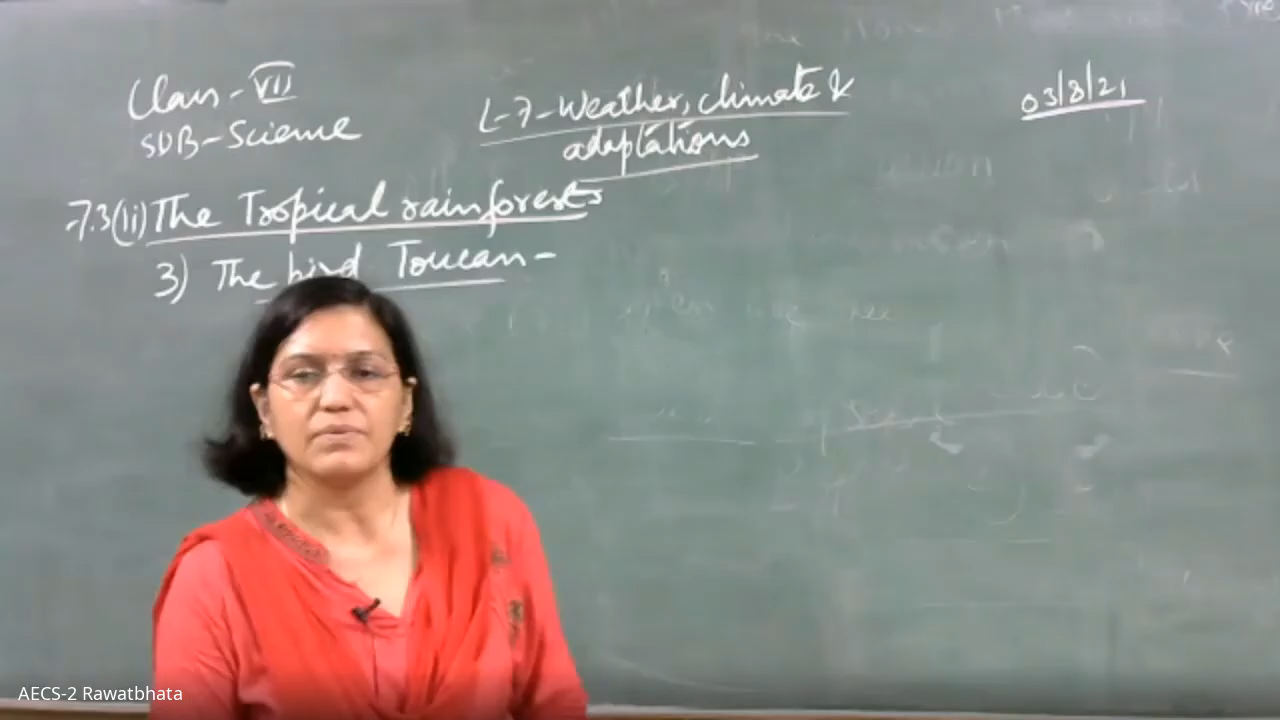 Class - VII
SUB - Science
L-7-Weather, climate &
adaptations
03/8/21
7.3(ii) The Tropical rainforests
3) The bird Toucan -
AECS-2 Rawatbhata